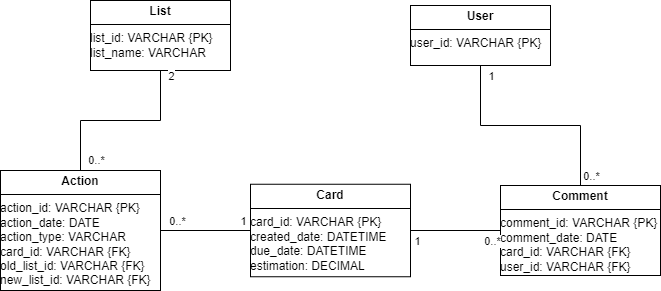 List
list_id: VARCHAR {PK}
list_name: VARCHAR
2
User
user_id: VARCHAR {PK}
1
0..*
Action
action_id: VARCHAR {PK}
action_date: DATE
action_type: VARCHAR
card_id: VARCHAR {FK}
old_list_id: VARCHAR {FK}
new_list_id: VARCHAR {FK}
0..*
1
Card
card_id: VARCHAR {PK}
created_date: DATETIME
due_date: DATETIME
estimation: DECIMAL
1
0..*
0..*
Comment
comment_id: VARCHAR {PK}
comment_date: DATE
card_id: VARCHAR {FK}
user_id: VARCHAR {FK}